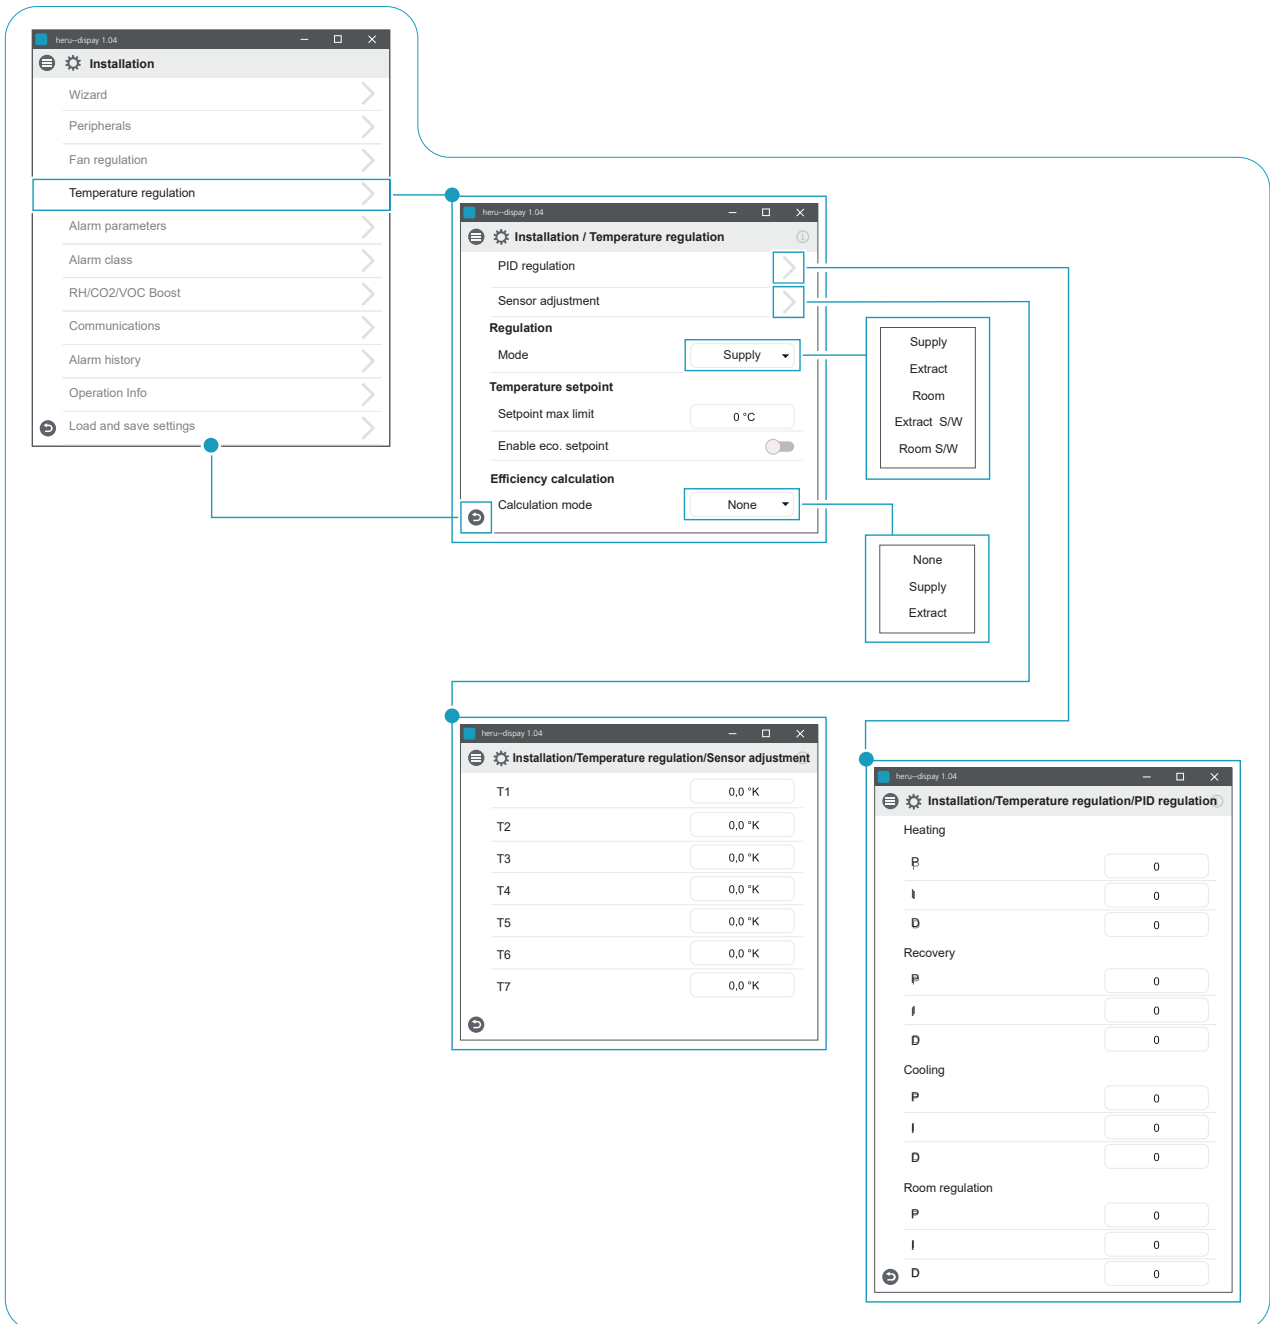 heru–dispay 1.04
Installation
Wizard
Peripherals
Fan regulation
Temperature regulation
Alarm parameters
Alarm class
RH/CO2/VOC Boost
Communications
Alarm history
Operation Info
Load and save settings
heru–dispay 1.04
Installation / Temperature regulation
PID regulation
Sensor adjustment
Regulation
Mode Supply
Temperature setpoint
Setpoint max limit 0 °C
Enable eco. setpoint
Efficiency calculation
Calculation mode None
Supply
Extract
Room
Extract S/W
Room S/W
None
Supply
Extract
heru–dispay 1.04
Installation/Temperature regulation/Sensor adjustment
T1 0,0 °K
T2 0,0 °K
T3 0,0 °K
T4 0,0 °K
T5 0,0 °K
T6 0,0 °K
T7 0,0 °K
heru–dispay 1.04
Installation/Temperature regulation/PID regulation
Heating
P 0
I 0
D 0
Recovery
P 0
I 0
D 0
Cooling
P 0
I 0
D 0
Room regulation
P 0
I 0
D 0